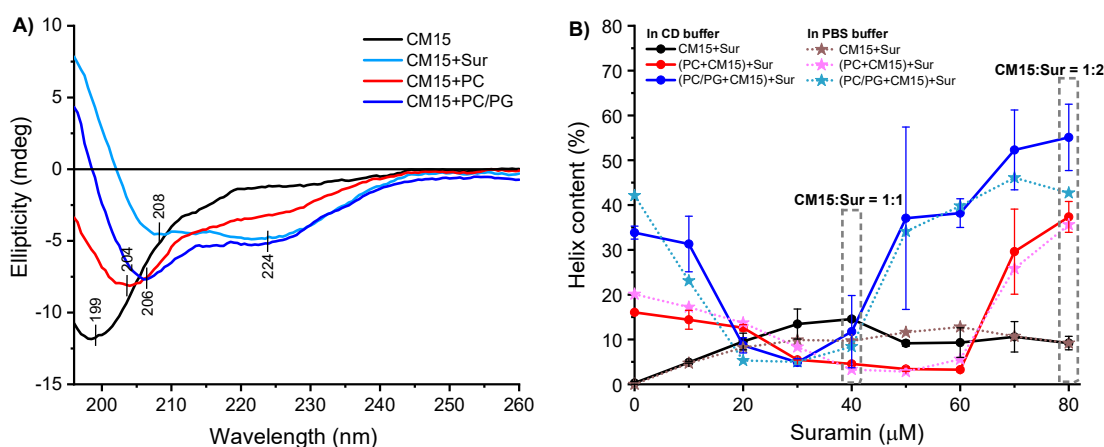 A)
10
5
0
-5
-10
-15
Ellipticity (mdeg)
200 210 220 230 240 250 260
Wavelength (nm)
CM15
CM15+Sur
CM15+PC
CM15+PC/PG
199
204
206
208
224
B)
80
70
60
50
40
30
20
10
0
Helix content (%)
0 20 40 60 80
Suramin (μM)
In CD buffer
CM15+Sur
(PC+CM15)+Sur
(PC/PG+CM15)+Sur
In PBS buffer
CM15+Sur
(PC+CM15)+Sur
(PC/PG+CM15)+Sur
CM15:Sur = 1:2
CM15:Sur = 1:1